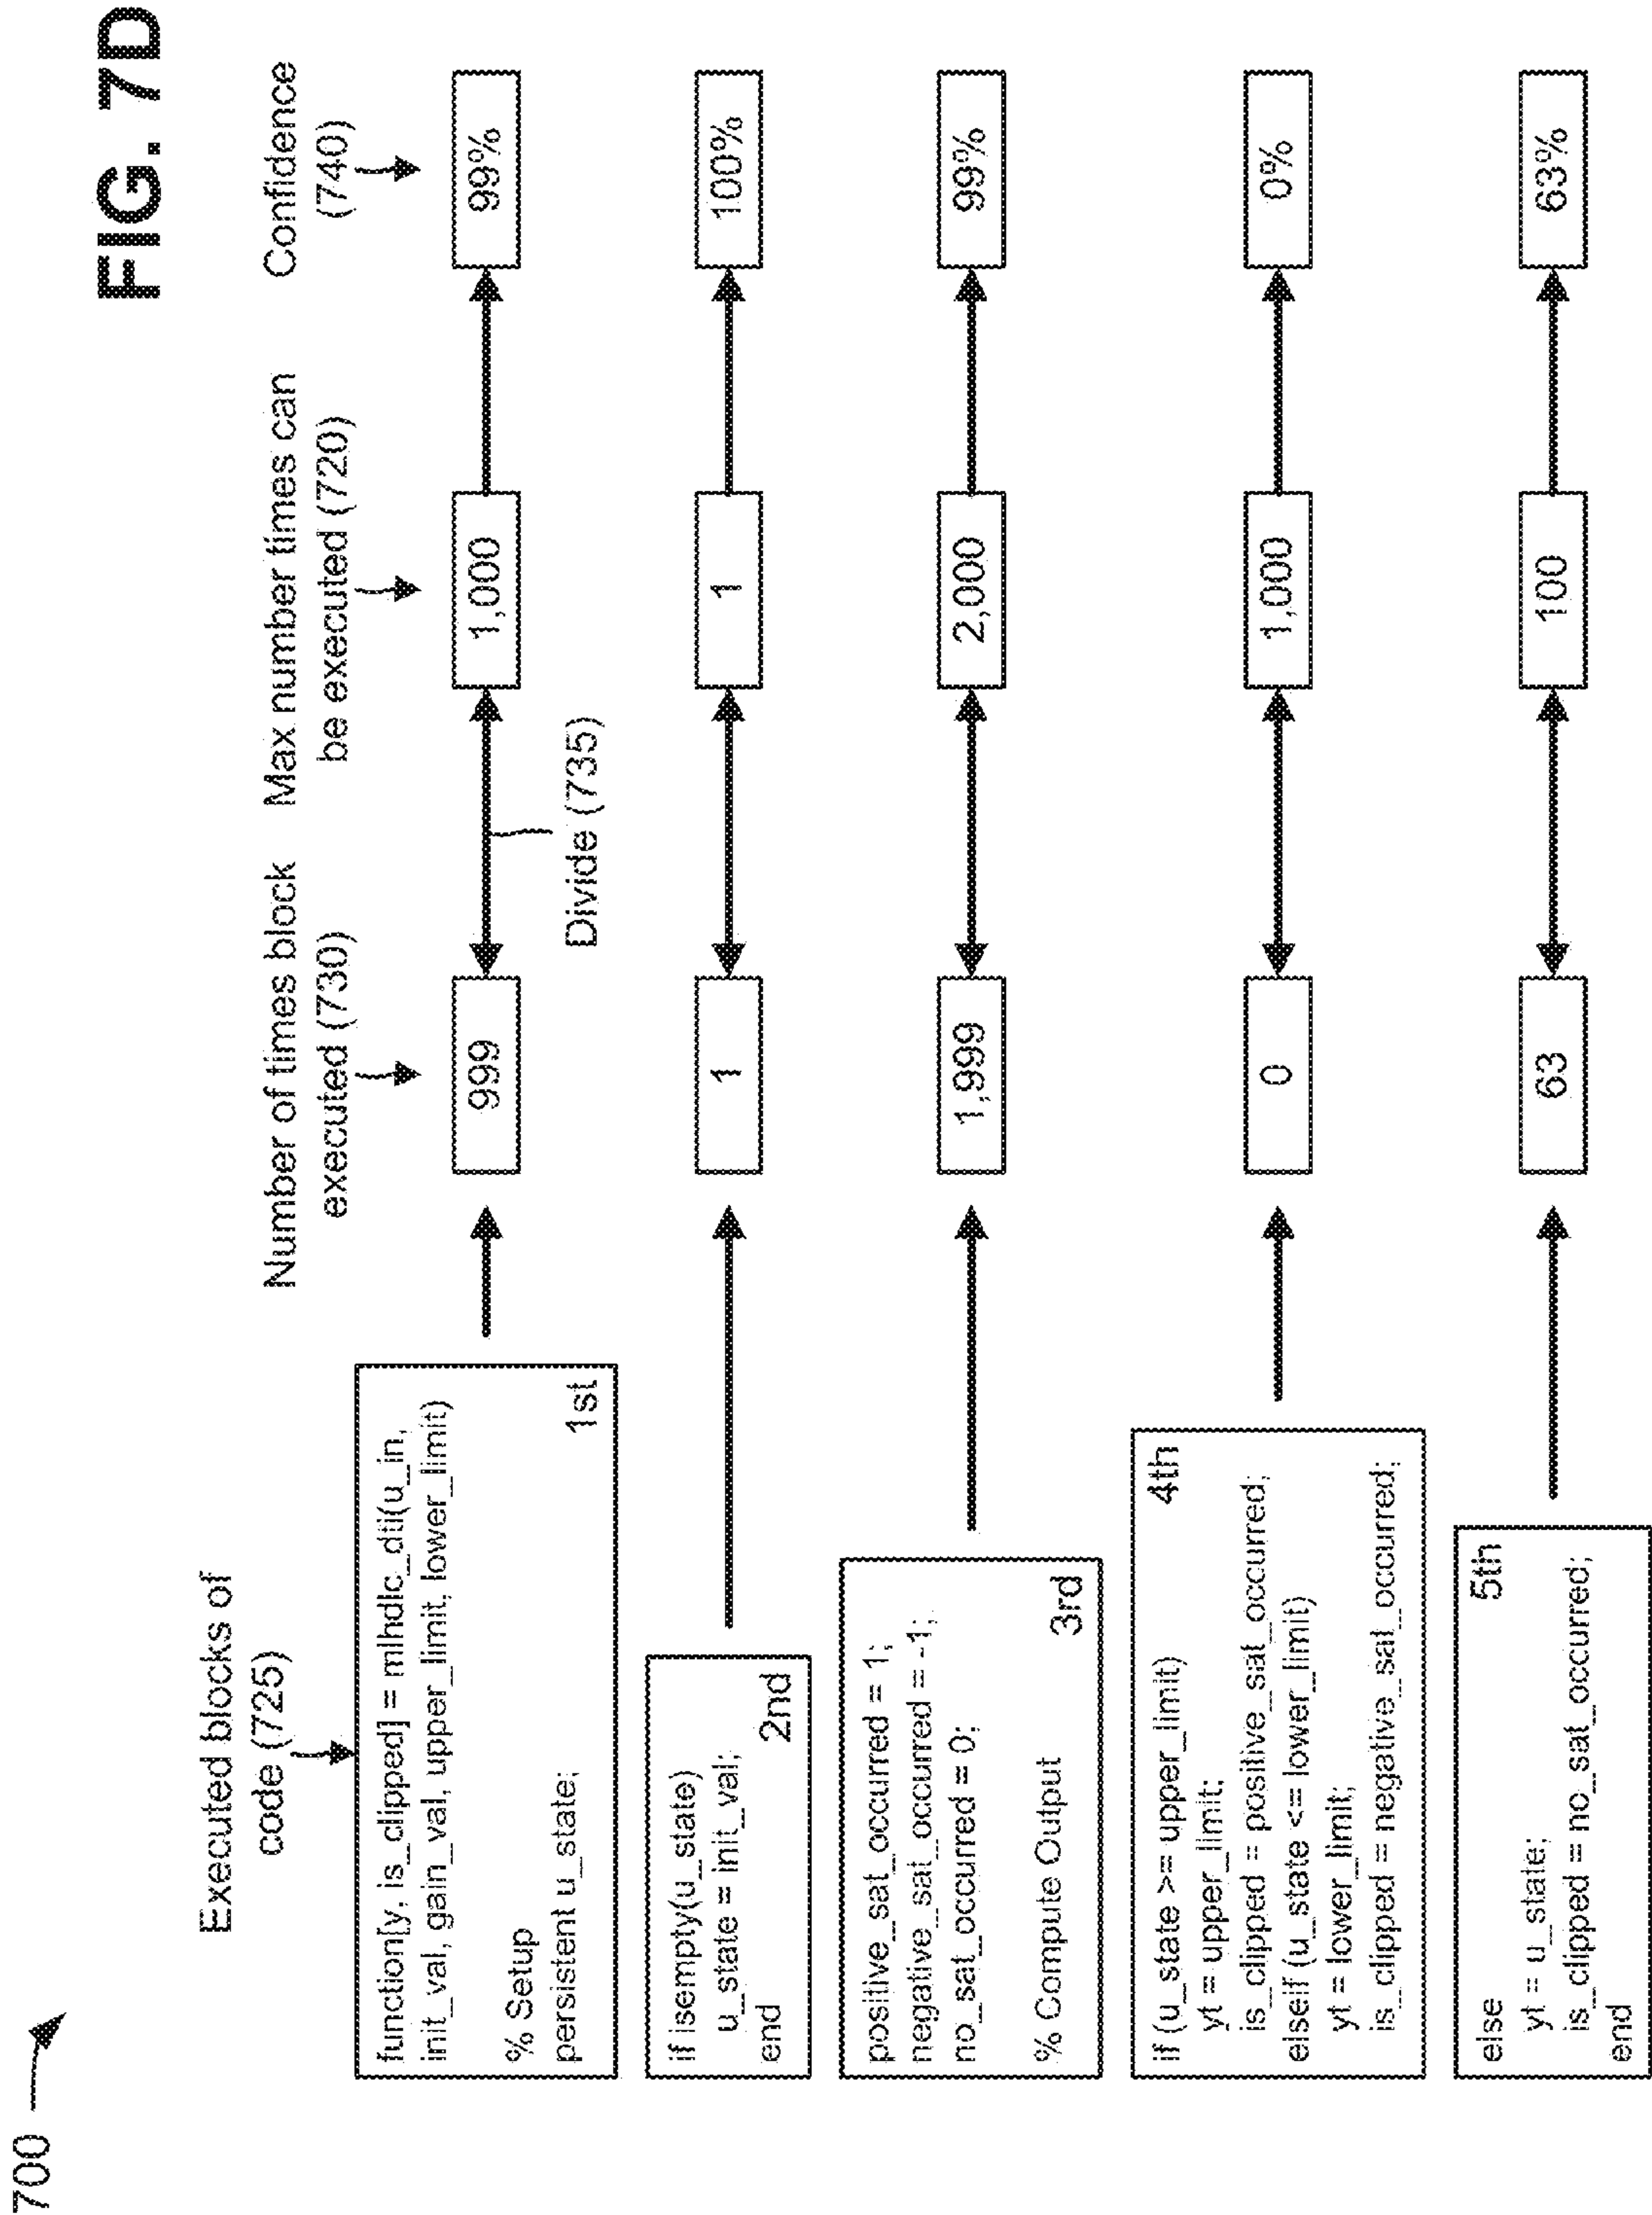 700
FIG. 7D
Executed blocks of
code (725)
Number of times block
executed (730)
Max number times can
be executed (720)
Confidence
(740)
function[y, is_clipped] = mlhdlc_dti(u_in,
init_val, gain_val, upper_limit, lower_limit)
% Setup
persistent u_state;
1st
999
1,000
99%
Divide (735)
if isempty(u_state)
u_state = init_val;
end
2nd
1
1
100%
positive_sat_occurred = 1;
negative_sat_occurred = -1;
no_sat_occurred = 0;
% Compute Output
3rd
1,999
2,000
99%
4th
if (u_state >= upper_limit)
yt = upper_limit;
is_clipped = positive_sat_occurred;
elseif (u_state <= lower_limit)
yt = lower_limit;
is_clipped = negative_sat_occurred;
0
1,000
0%
5th
else
yt = u_state;
is_clipped = no_sat_occurred;
end
63
100
63%